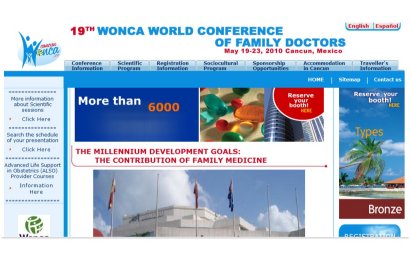 CANCUN
Wonca
19TH WONCA WORLD CONFERENCE
OF FAMILY DOCTORS
May 19-23, 2010 Cancun, Mexico
English Español
Conference Information
Scientific Program
Registration Information
Sociocultural Program
Sponsorship Opportunities
Accommodation in Cancun
Traveller's Information
HOME | Sitemap | Contact us
More information
about Scientific
sessions
Click Here
Search the schedule
of your presentation
Click Here
Advanced Life Support
in Obstetrics (ALSO)
Provider Courses
Information
Here
Wonca
More than 6000
Reserve your
booth!
HERE
THE MILLENNIUM DEVELOPMENT GOALS:
THE CONTRIBUTION OF FAMILY MEDICINE
Reserve your
booth!
HERE
Types
Bronze
REGISTRATION